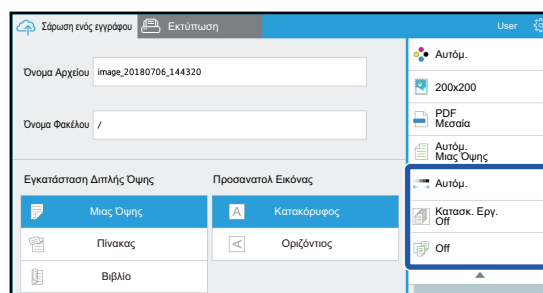 Σάρωση ενός εγγράφου Εκτύπωση User
Όνομα Αρχείου image_20180706_144320
Όνομα Φακέλου /
Εγκατάσταση Διπλής Όψης Προσανατολ Εικόνας
Μιας Όψης Κατακόρυφος
Πίνακας Οριζόντιος
Βιβλίο
Αυτόμ.
200x200
PDF
Μεσαία
Αυτόμ.
Μιας Όψης
Αυτόμ.
Κατασκ. Εργ.
Off
Off